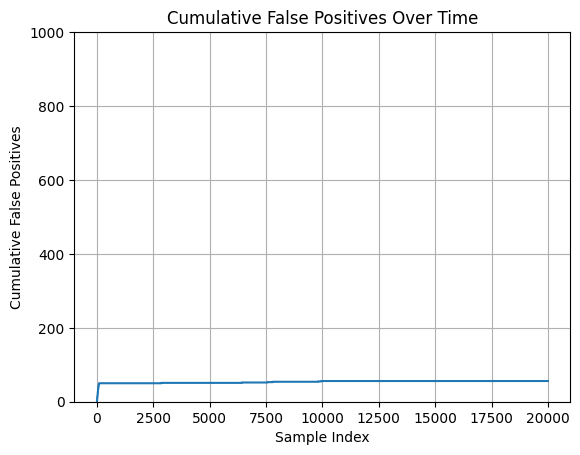 Cumulative False Positives Over Time
1000
800
600
400
200
0
Cumulative False Positives
0 2500 5000 7500 10000 12500 15000 17500 20000
Sample Index